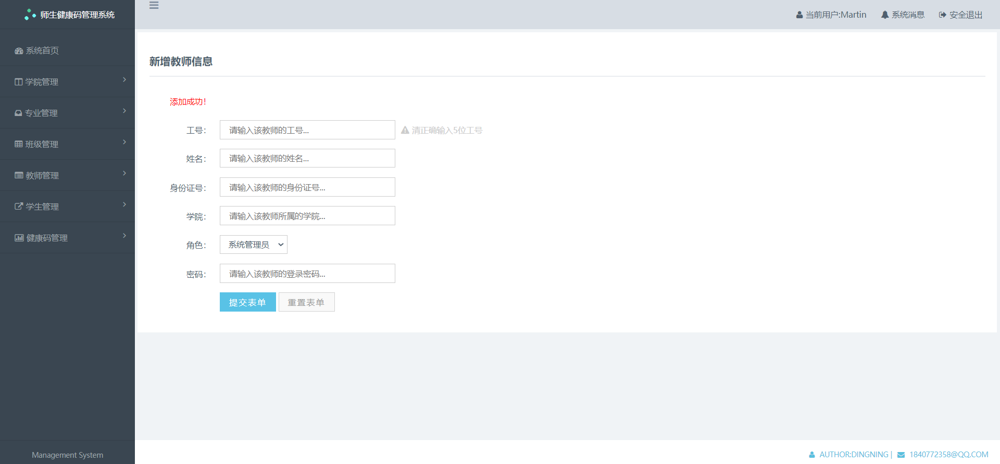 师生健康码管理系统
当前用户:Martin 系统消息 安全退出
系统首页
学院管理
专业管理
班级管理
教师管理
学生管理
健康码管理
Management System
新增教师信息
添加成功!
工号: 请输入该教师的工号... 清正确输入5位工号
姓名: 请输入该教师的姓名...
身份证号: 请输入该教师的身份证号...
学院: 请输入该教师所属的学院...
角色: 系统管理员
密码: 请输入该教师的登录密码...
提交表单 重置表单
AUTHOR:DINGNING | 1840772358@QQ.COM